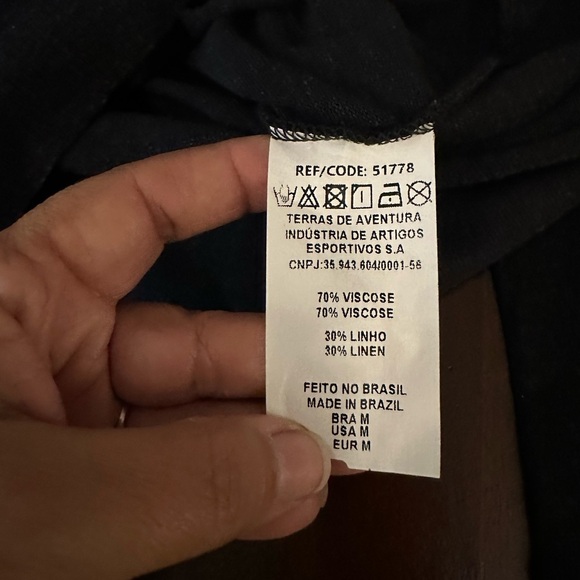 REF/CODE: 51778
TERRAS DE AVENTURA
INDÚSTRIA DE ARTIGOS
ESPORTIVOS S.A
CNPJ:35.943.604/0001-56
70% VISCOSE
70% VISCOSE
30% LINHO
30% LINEN
FEITO NO BRASIL
MADE IN BRAZIL
BRA M
USA M
EUR M